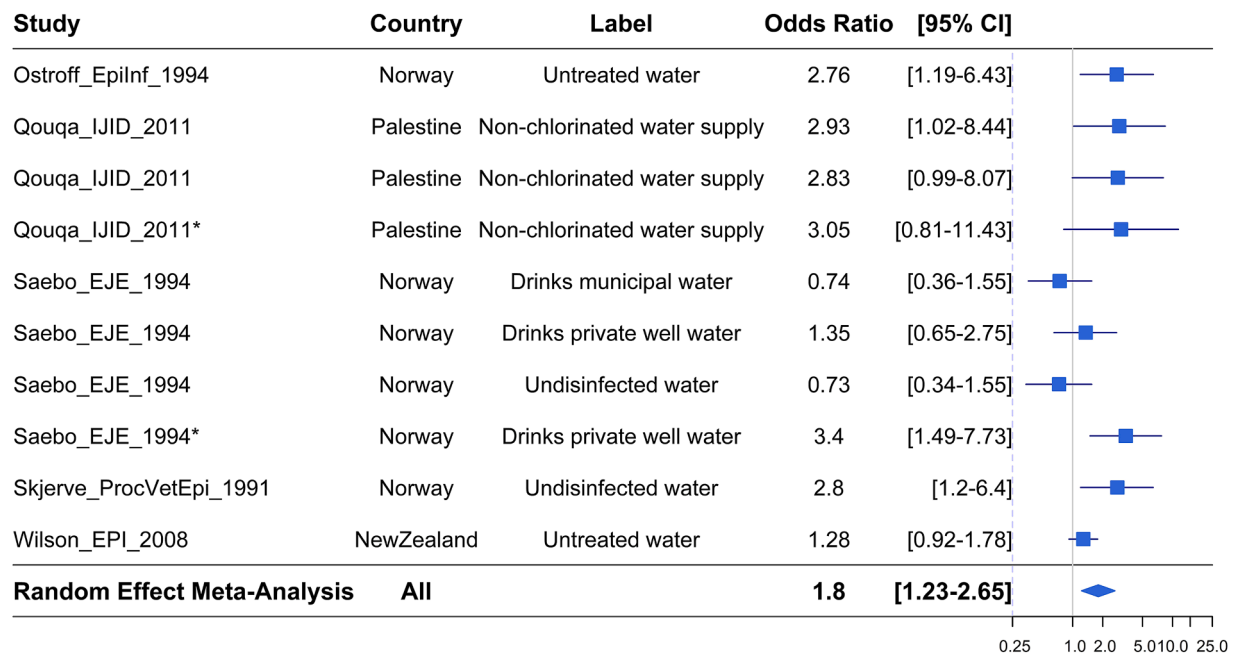 Study Country Label Odds Ratio [95% CI]
Ostroff_EpiInf_1994 Norway Untreated water 2.76 [1.19-6.43]
Qouqa_IJID_2011 Palestine Non-chlorinated water supply 2.93 [1.02-8.44]
Qouqa_IJID_2011 Palestine Non-chlorinated water supply 2.83 [0.99-8.07]
Qouqa_IJID_2011* Palestine Non-chlorinated water supply 3.05 [0.81-11.43]
Saebo_EJE_1994 Norway Drinks municipal water 0.74 [0.36-1.55]
Saebo_EJE_1994 Norway Drinks private well water 1.35 [0.65-2.75]
Saebo_EJE_1994 Norway Undisinfected water 0.73 [0.34-1.55]
Saebo_EJE_1994* Norway Drinks private well water 3.4 [1.49-7.73]
Skjerve_ProcVetEpi_1991 Norway Undisinfected water 2.8 [1.2-6.4]
Wilson_EPI_2008 NewZealand Untreated water 1.28 [0.92-1.78]
Random Effect Meta-Analysis All 1.8 [1.23-2.65]
0.25 1.0 2.0 5.0 10.0 25.0